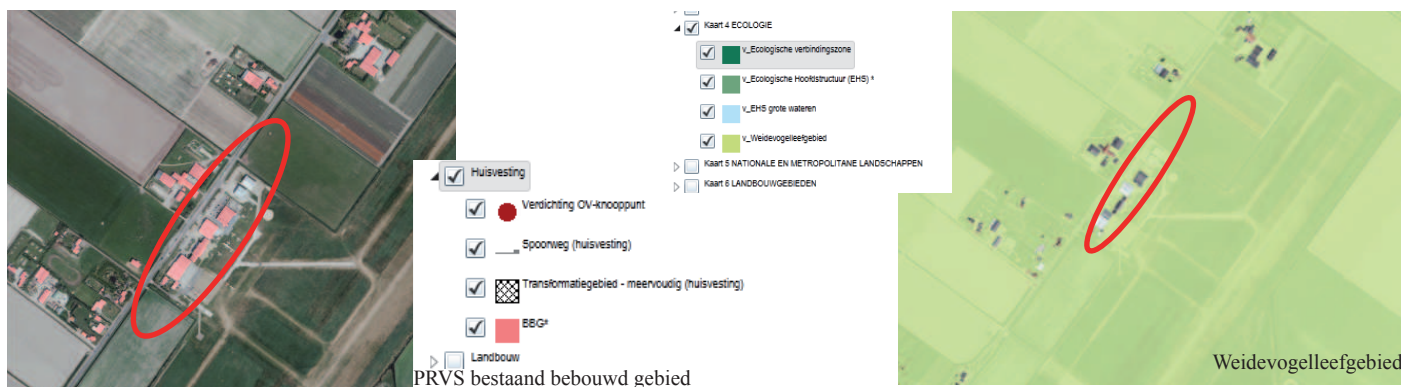 Kaart 4 ECOLOGIE
v_Ecologische verbindingszone
v_Ecologische Hoofdstructuur (EHS) *
v_EHS grote wateren
v_Weidevogelleefgebied
Kaart 5 NATIONALE EN METROPOLITANE LANDSCHAPPEN
Kaart 6 LANDBOUWGEBIEDEN
Huisvesting
Verdichting OV-knooppunt
Spoorweg (huisvesting)
Transformatiegebied - meervoudig (huisvesting)
BBG*
Landbouw
PRVS bestaand bebouwd gebied
Weidevogelleefgebied